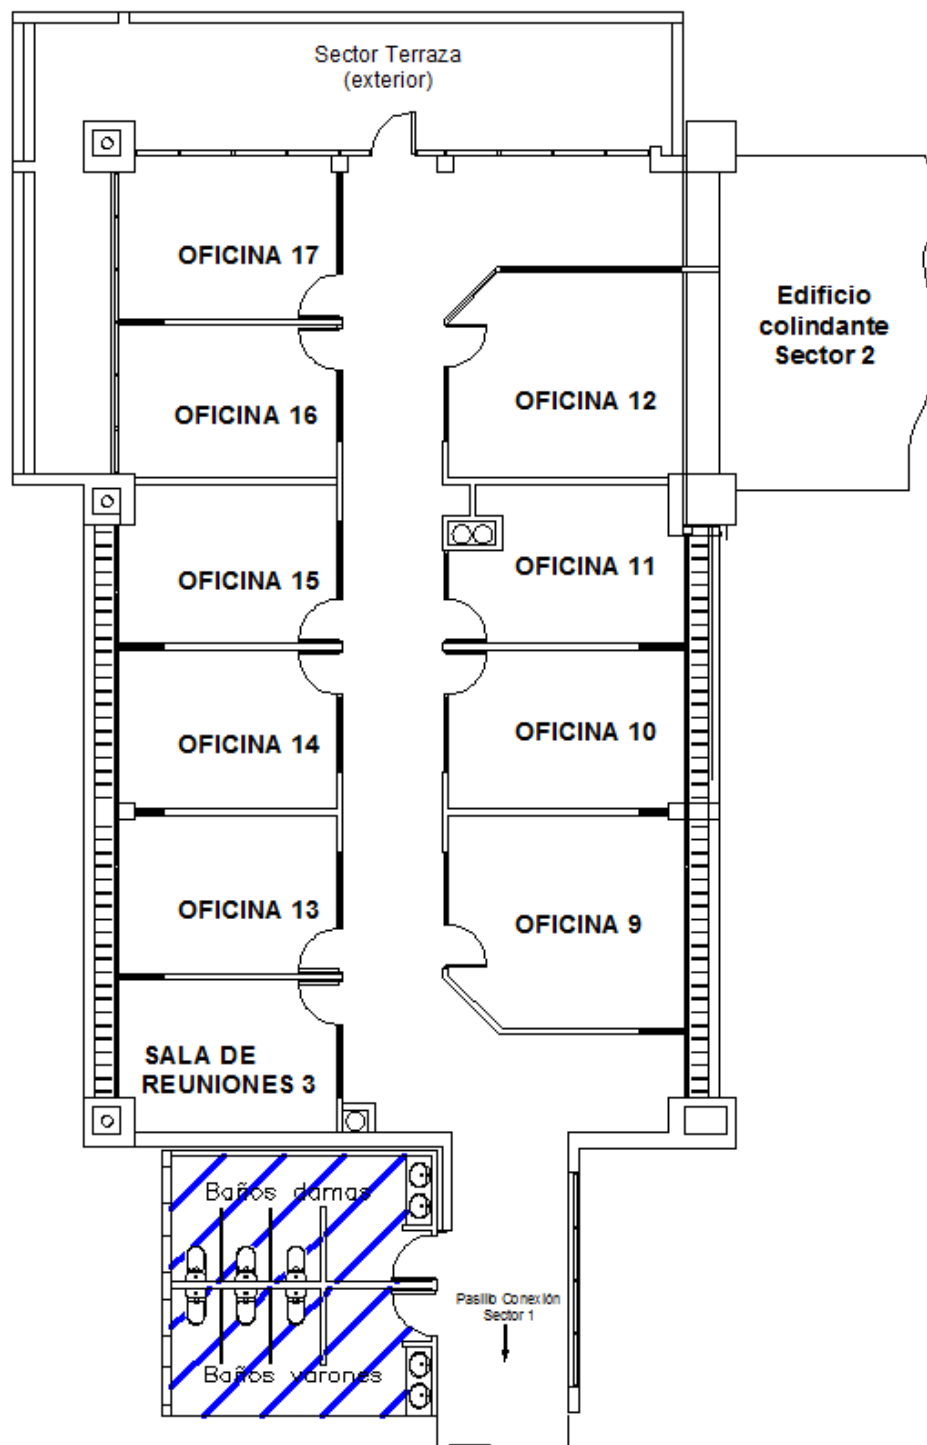 Sector Terraza
(exterior)
OFICINA 17
Edificio
colindante
Sector 2
OFICINA 16
OFICINA 12
OFICINA 15
OFICINA 11
OFICINA 14
OFICINA 10
OFICINA 13
OFICINA 9
SALA DE
REUNIONES 3
Baños damas
Pasillo Conexión
Sector 1
Baños varones